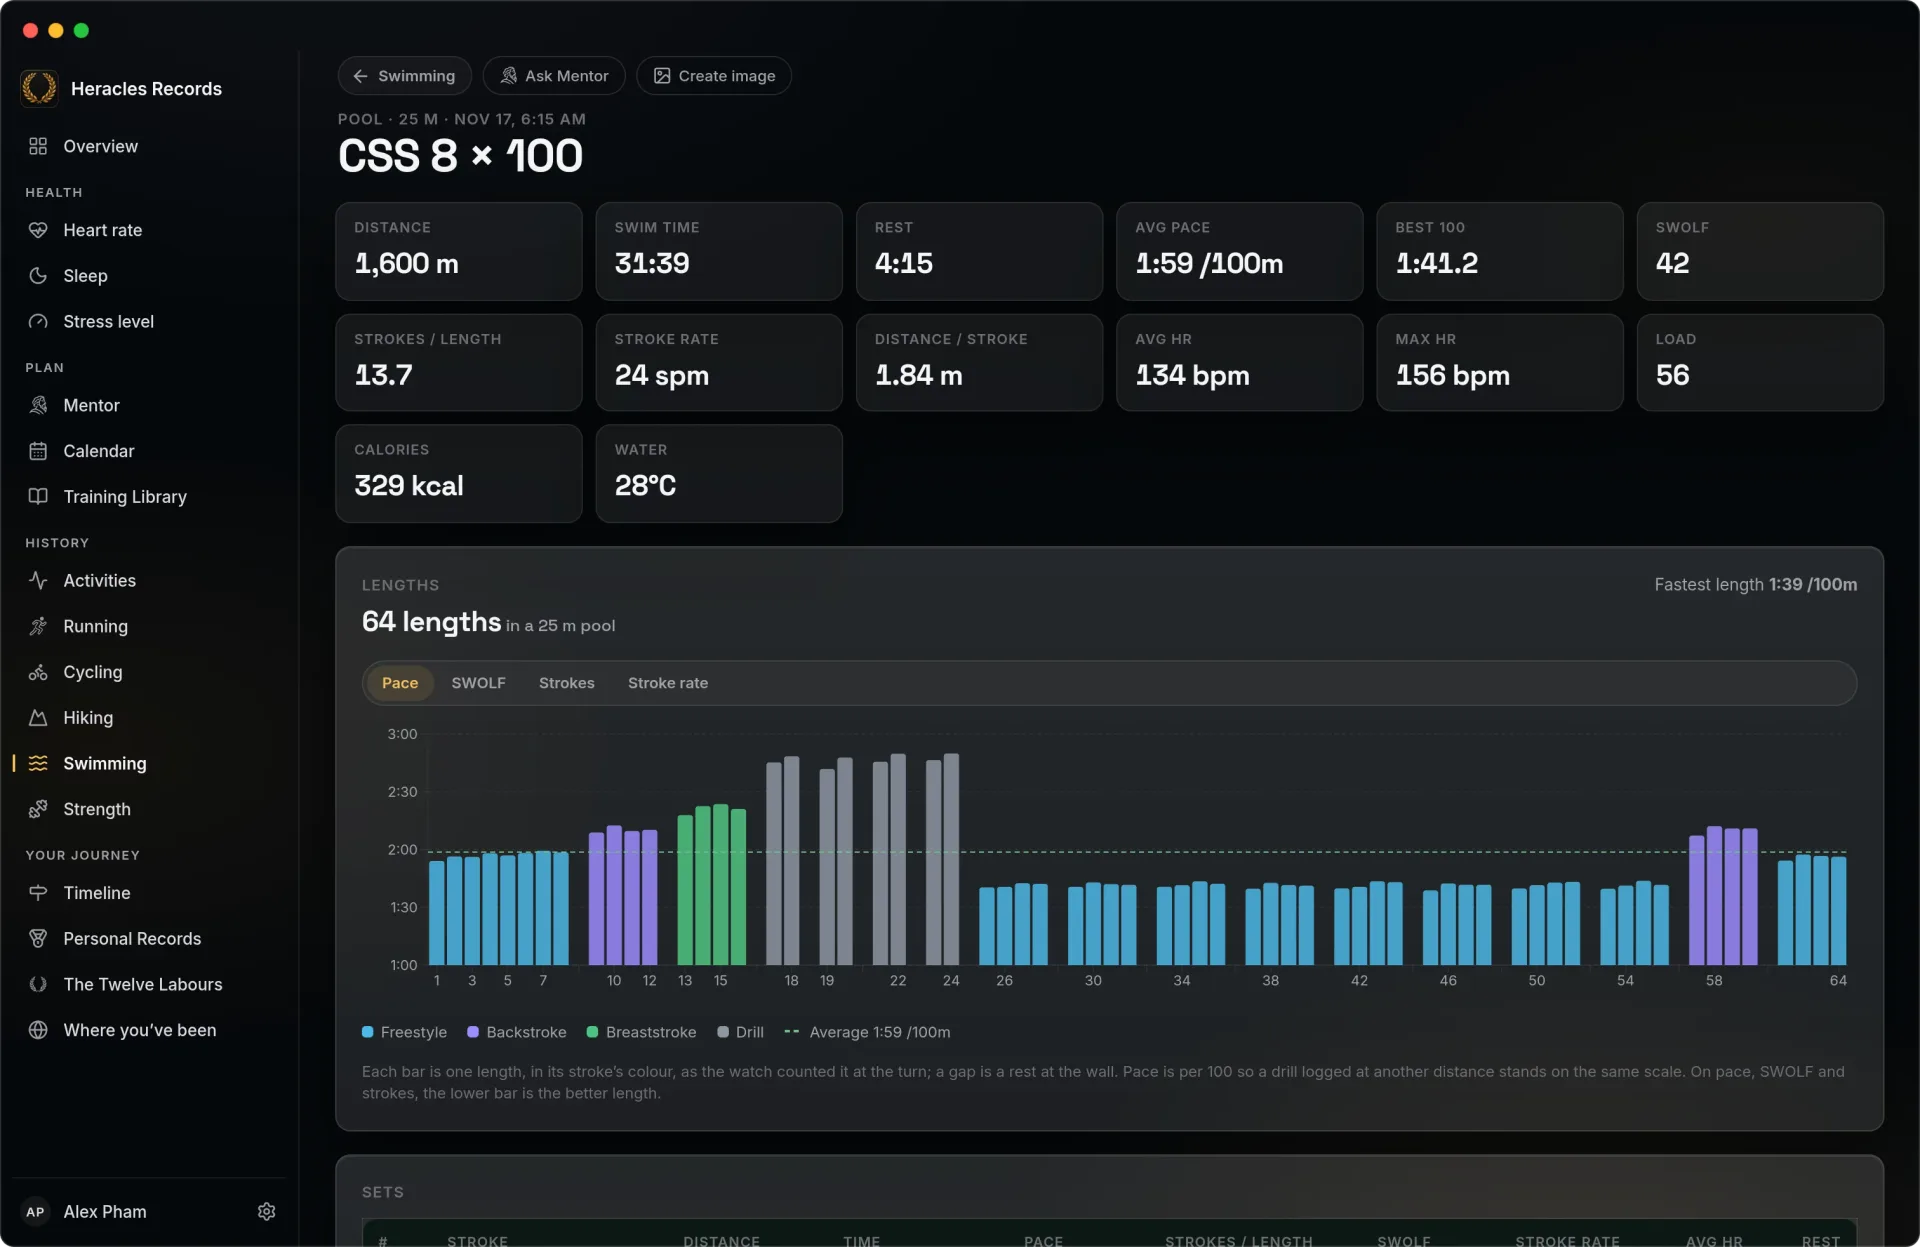 Heracles Records
Overview
HEALTH
Heart rate
Sleep
Stress level
PLAN
Mentor
Calendar
Training Library
HISTORY
Activities
Running
Cycling
Hiking
Swimming
Strength
YOUR JOURNEY
Timeline
Personal Records
The Twelve Labours
Where you’ve been
AP Alex Pham
Swimming Ask Mentor Create image
POOL · 25 M · NOV 17, 6:15 AM
CSS 8 × 100
DISTANCE SWIM TIME REST AVG PACE BEST 100 SWOLF
1,600 m 31:39 4:15 1:59 /100m 1:41.2 42
STROKES / LENGTH STROKE RATE DISTANCE / STROKE AVG HR MAX HR LOAD
13.7 24 spm 1.84 m 134 bpm 156 bpm 56
CALORIES WATER
329 kcal 28°C
LENGTHS Fastest length 1:39 /100m
64 lengths in a 25 m pool
Pace SWOLF Strokes Stroke rate
3:00
2:30
2:00
1:30
1:00
1 3 5 7 10 12 13 15 18 19 22 24 26 30 34 38 42 46 50 54 58 64
Freestyle Backstroke Breaststroke Drill Average 1:59 /100m
Each bar is one length, in its stroke’s colour, as the watch counted it at the turn; a gap is a rest at the wall. Pace is per 100 so a drill logged at another distance stands on the same scale. On pace, SWOLF and
strokes, the lower bar is the better length.
SETS
# STROKE DISTANCE TIME PACE STROKES / LENGTH SWOLF STROKE RATE AVG HR REST